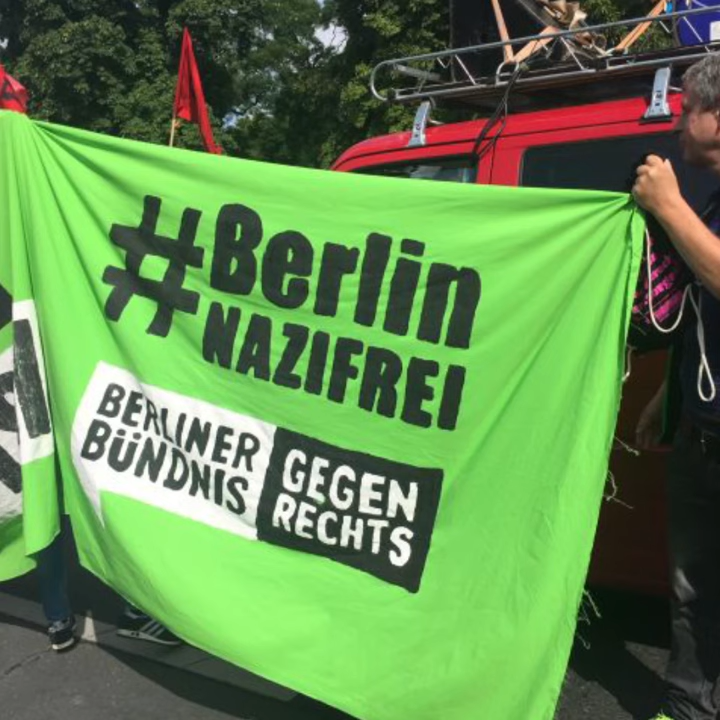 #Berlin
NAZIFREI
BERLINER
BÜNDNIS
GEGEN
RECHTS